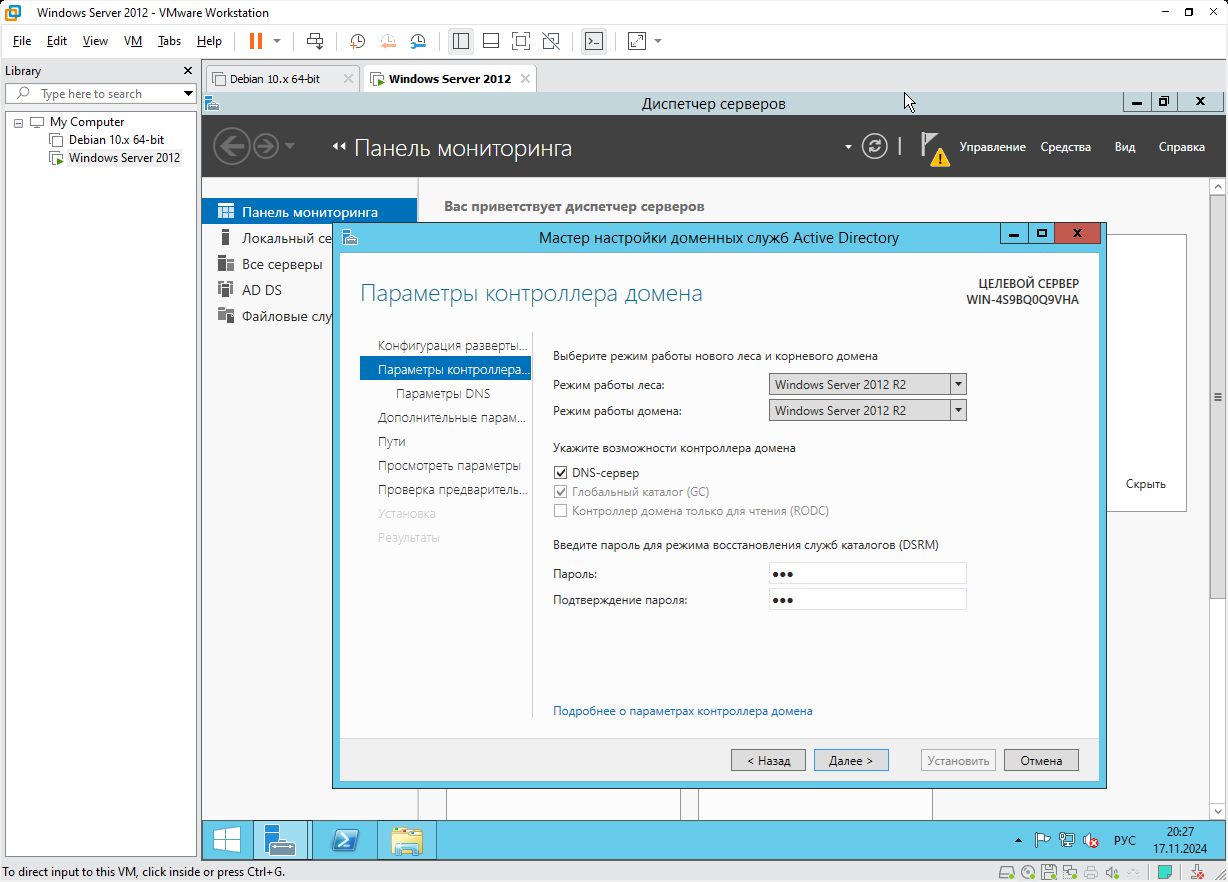 Windows Server 2012 - VMware Workstation
File Edit View VM Tabs Help
Library
Type here to search
My Computer
Debian 10.x 64-bit
Windows Server 2012
Debian 10.x 64-bit
Windows Server 2012
Диспетчер серверов
Панель мониторинга
Управление Средства Вид Справка
Панель мониторинга
Локальный се
Все серверы
AD DS
Файловые слу
Вас приветствует диспетчер серверов
Скрыть
Мастер настройки доменных служб Active Directory
Параметры контроллера домена
ЦЕЛЕВОЙ СЕРВЕР
WIN-4S9BQ0Q9VHA
Конфигурация разверты...
Параметры контроллера...
Параметры DNS
Дополнительные парам...
Пути
Просмотреть параметры
Проверка предваритель...
Установка
Результаты
Выберите режим работы нового леса и корневого домена
Режим работы леса: Windows Server 2012 R2
Режим работы домена: Windows Server 2012 R2
Укажите возможности контроллера домена
DNS-сервер
Глобальный каталог (GC)
Контроллер домена только для чтения (RODC)
Введите пароль для режима восстановления служб каталогов (DSRM)
Пароль: ●●●
Подтверждение пароля: ●●●
Подробнее о параметрах контроллера домена
< Назад Далее > Установить Отмена
РУС
20:27
17.11.2024
To direct input to this VM, click inside or press Ctrl+G.